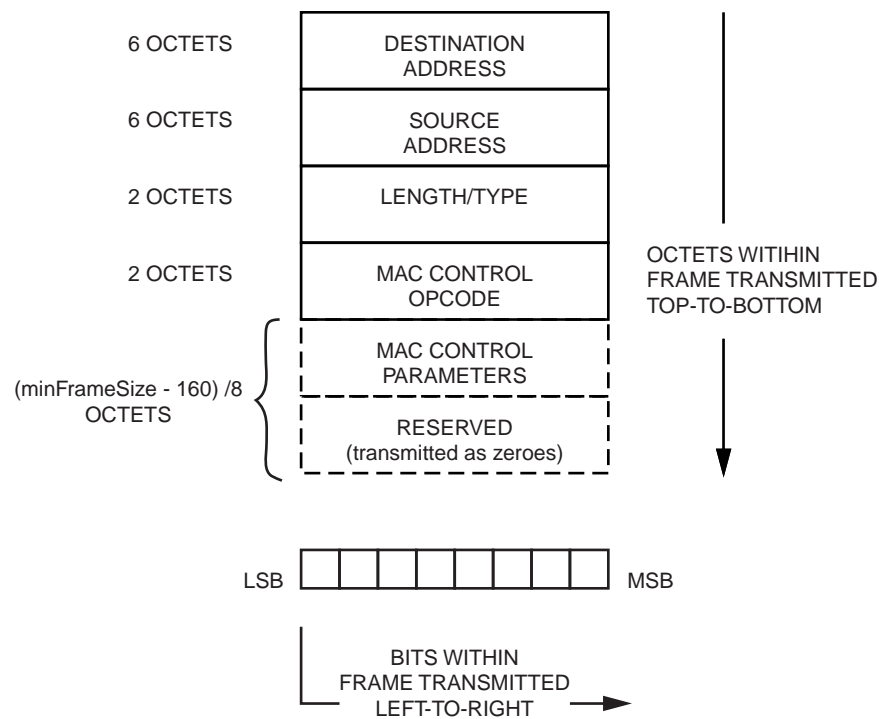 6 OCTETS
DESTINATION
ADDRESS
6 OCTETS
SOURCE
ADDRESS
2 OCTETS
LENGTH/TYPE
2 OCTETS
MAC CONTROL
OPCODE
(minFrameSize - 160) /8
OCTETS
MAC CONTROL
PARAMETERS
RESERVED
(transmitted as zeroes)
OCTETS WITIHIN
FRAME TRANSMITTED
TOP-TO-BOTTOM
LSB
MSB
BITS WITHIN
FRAME TRANSMITTED
LEFT-TO-RIGHT